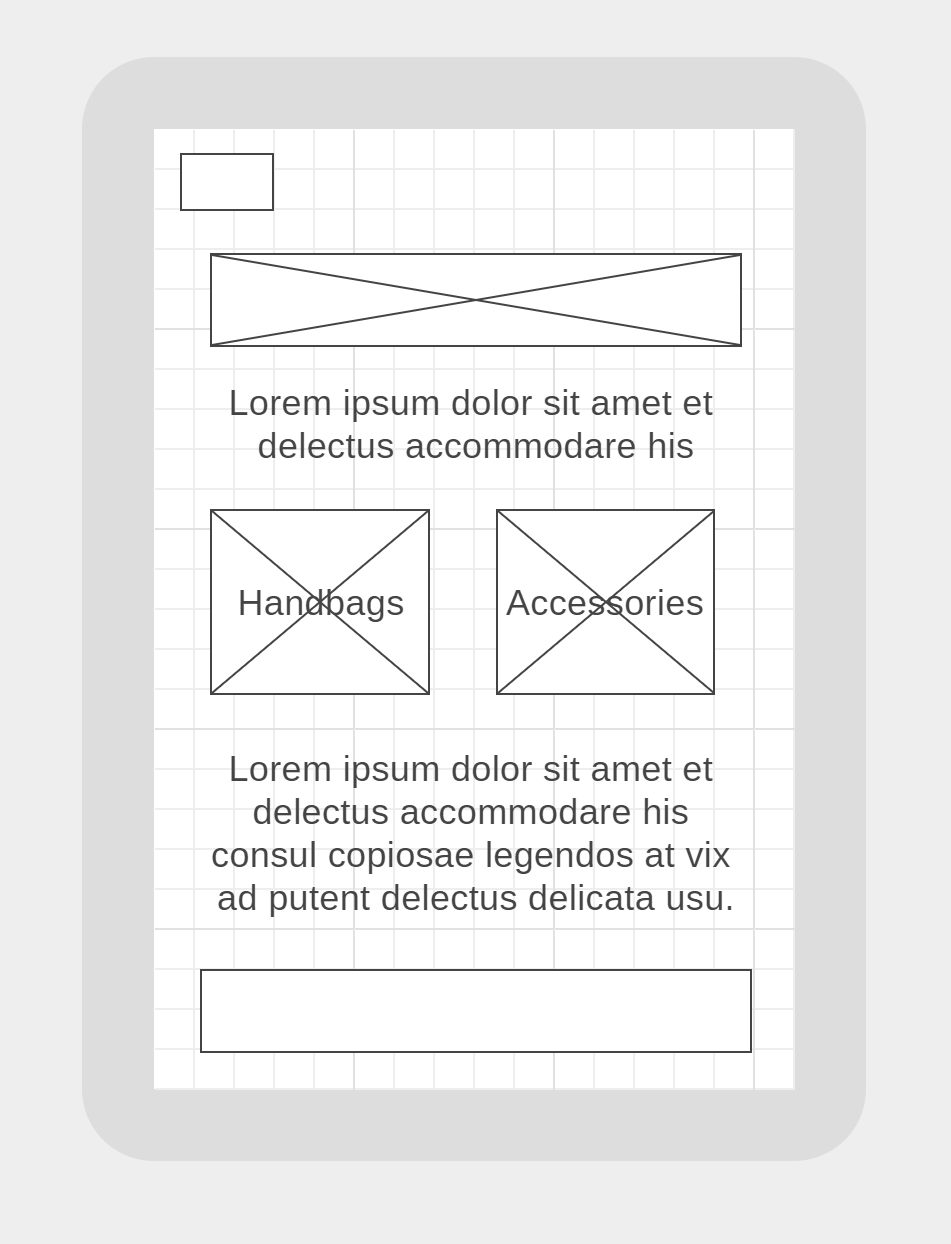 Lorem ipsum dolor sit amet et
delectus accommodare his
Handbags
Accessories
Lorem ipsum dolor sit amet et
delectus accommodare his
consul copiosae legendos at vix
ad putent delectus delicata usu.